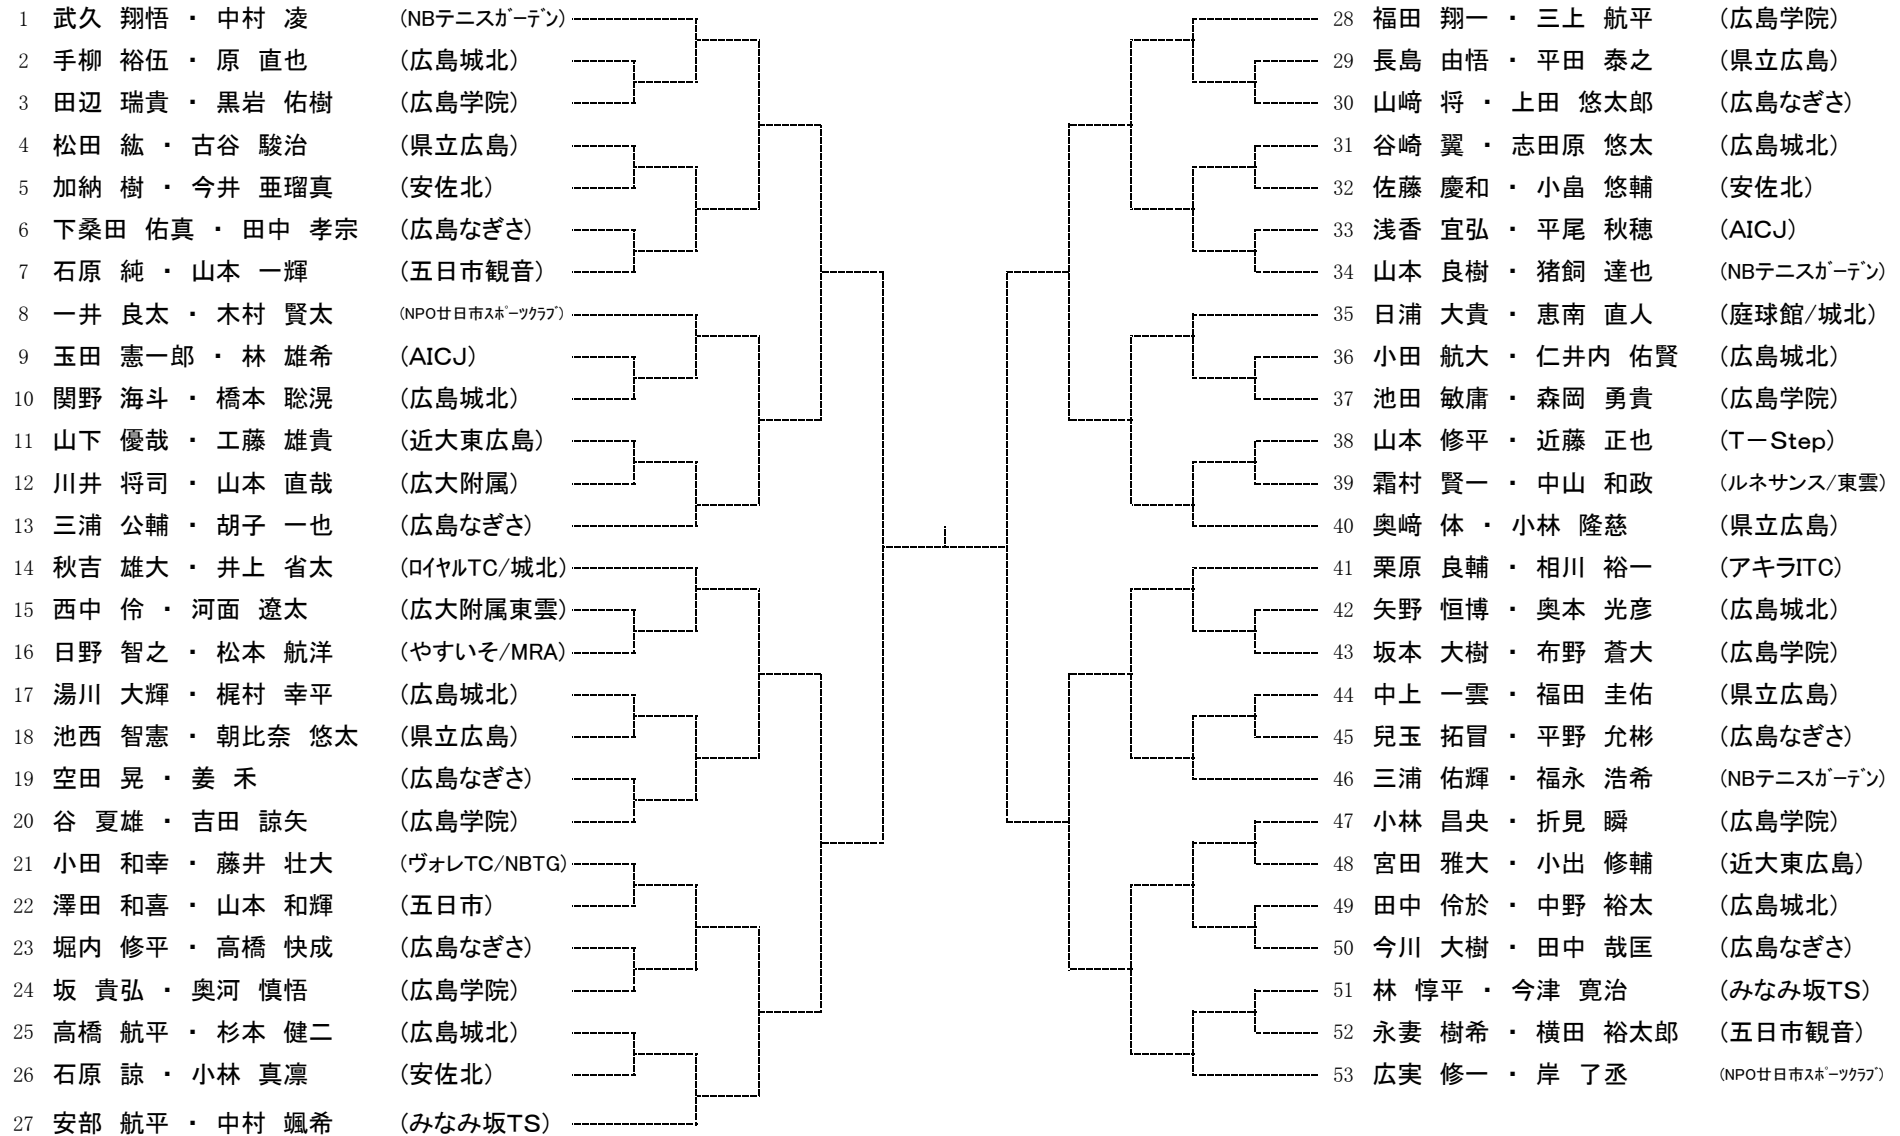 1 武久 翔悟 ・ 中村 凌 (NBテニスガーデン)
2 手柳 裕伍 ・ 原 直也 (広島城北)
3 田辺 瑞貴 ・ 黒岩 佑樹 (広島学院)
4 松田 紘 ・ 古谷 駿治 (県立広島)
5 加納 樹 ・ 今井 亜瑠真 (安佐北)
6 下桑田 佑真 ・ 田中 孝宗 (広島なぎさ)
7 石原 純 ・ 山本 一輝 (五日市観音)
8 一井 良太 ・ 木村 賢太 (NPO廿日市スポーツクラブ)
9 玉田 憲一郎 ・ 林 雄希 (AICJ)
10 関野 海斗 ・ 橋本 聡滉 (広島城北)
11 山下 優哉 ・ 工藤 雄貴 (近大東広島)
12 川井 将司 ・ 山本 直哉 (広大附属)
13 三浦 公輔 ・ 胡子 一也 (広島なぎさ)
14 秋吉 雄大 ・ 井上 省太 (ロイヤルTC/城北)
15 西中 伶 ・ 河面 遼太 (広大附属東雲)
16 日野 智之 ・ 松本 航洋 (やすいそ/MRA)
17 湯川 大輝 ・ 梶村 幸平 (広島城北)
18 池西 智憲 ・ 朝比奈 悠太 (県立広島)
19 空田 晃 ・ 姜 禾 (広島なぎさ)
20 谷 夏雄 ・ 吉田 諒矢 (広島学院)
21 小田 和幸 ・ 藤井 壮大 (ヴォレTC/NBTG)
22 澤田 和喜 ・ 山本 和輝 (五日市)
23 堀内 修平 ・ 高橋 快成 (広島なぎさ)
24 坂 貴弘 ・ 奥河 慎悟 (広島学院)
25 高橋 航平 ・ 杉本 健二 (広島城北)
26 石原 諒 ・ 小林 真凛 (安佐北)
27 安部 航平 ・ 中村 颯希 (みなみ坂TS)
28 福田 翔一 ・ 三上 航平 (広島学院)
29 長島 由悟 ・ 平田 泰之 (県立広島)
30 山﨑 将 ・ 上田 悠太郎 (広島なぎさ)
31 谷崎 翼 ・ 志田原 悠太 (広島城北)
32 佐藤 慶和 ・ 小畠 悠輔 (安佐北)
33 浅香 宜弘 ・ 平尾 秋穂 (AICJ)
34 山本 良樹 ・ 猪飼 達也 (NBテニスガーデン)
35 日浦 大貴 ・ 恵南 直人 (庭球館/城北)
36 小田 航大 ・ 仁井内 佑賢 (広島城北)
37 池田 敏庸 ・ 森岡 勇貴 (広島学院)
38 山本 修平 ・ 近藤 正也 (T－Step)
39 霜村 賢一 ・ 中山 和政 (ルネサンス/東雲)
40 奥﨑 体 ・ 小林 隆慈 (県立広島)
41 栗原 良輔 ・ 相川 裕一 (アキラITC)
42 矢野 恒博 ・ 奥本 光彦 (広島城北)
43 坂本 大樹 ・ 布野 蒼大 (広島学院)
44 中上 一雲 ・ 福田 圭佑 (県立広島)
45 兒玉 拓冒 ・ 平野 允彬 (広島なぎさ)
46 三浦 佑輝 ・ 福永 浩希 (NBテニスガーデン)
47 小林 昌央 ・ 折見 瞬 (広島学院)
48 宮田 雅大 ・ 小出 修輔 (近大東広島)
49 田中 伶於 ・ 中野 裕太 (広島城北)
50 今川 大樹 ・ 田中 哉匡 (広島なぎさ)
51 林 惇平 ・ 今津 寛治 (みなみ坂TS)
52 永妻 樹希 ・ 横田 裕太郎 (五日市観音)
53 広実 修一 ・ 岸 了丞 (NPO廿日市スポーツクラブ)